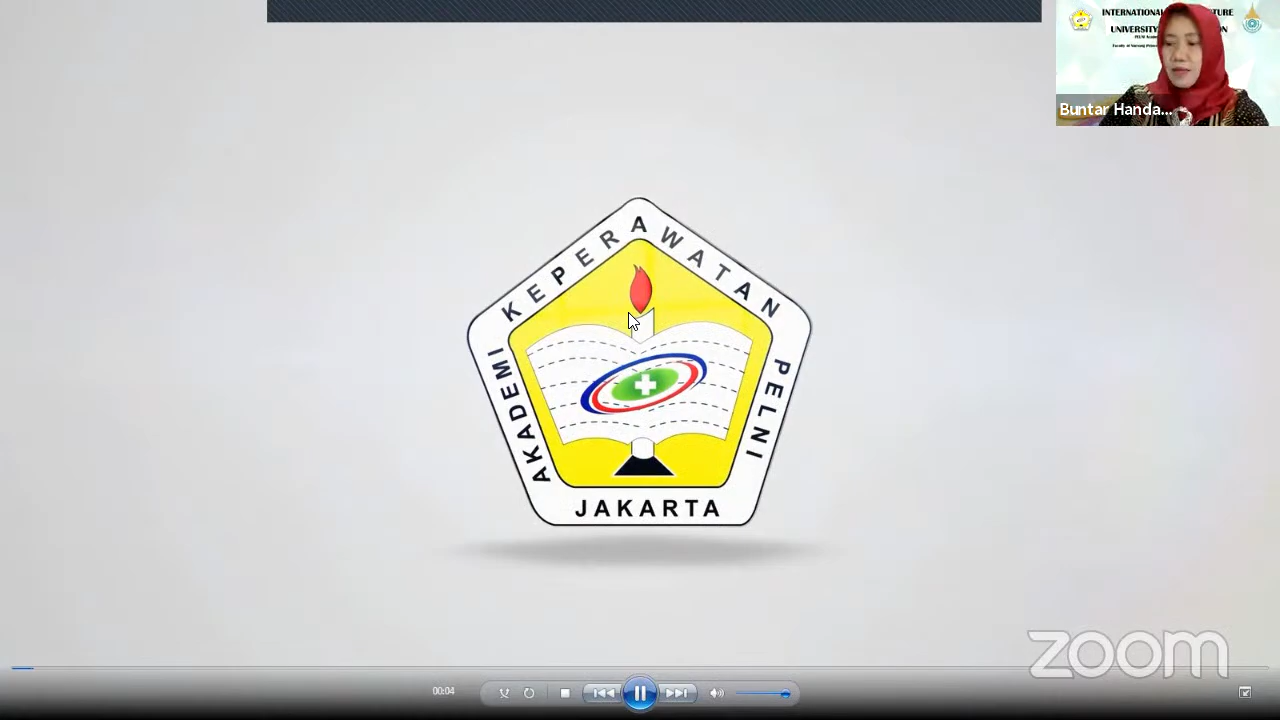 INTERNATIONAL
TURE
UNIVERSITY
ON
Buntar Handa...
AKADEMI KEPERAWATAN PELNI
JAKARTA
zoom
00:04